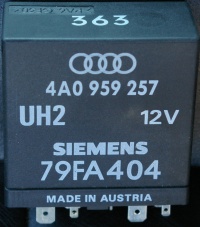 363
4A0 959 257
UH2 12V
SIEMENS
79FA404
MADE IN AUSTRIA